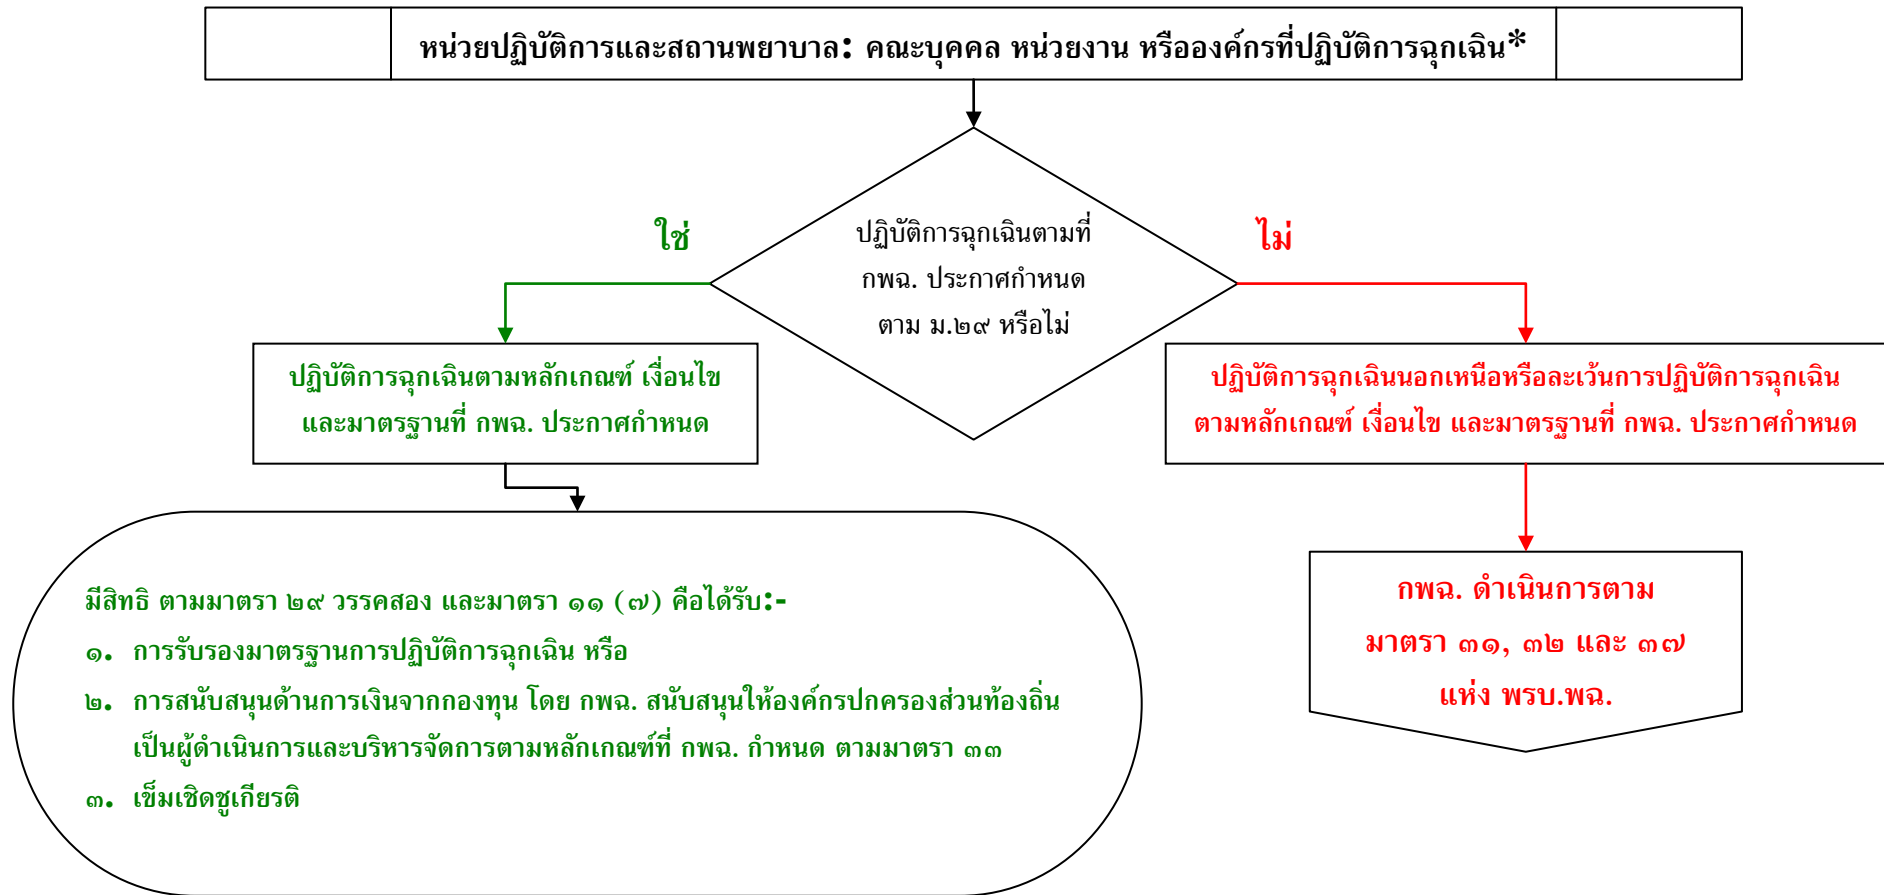 หน่วยปฏิบัติการและสถานพยาบาล: คณะบุคคล หน่วยงาน หรือองค์กรที่ปฏิบัติการฉุกเฉิน*
ปฏิบัติการฉุกเฉินตามที่
กพฉ. ประกาศกำหนด
ตาม ม.๒๙ หรือไม่
ใช่
ไม่
ปฏิบัติการฉุกเฉินตามหลักเกณฑ์ เงื่อนไข
และมาตรฐานที่ กพฉ. ประกาศกำหนด
ปฏิบัติการฉุกเฉินนอกเหนือหรือละเว้นการปฏิบัติการฉุกเฉิน
ตามหลักเกณฑ์ เงื่อนไข และมาตรฐานที่ กพฉ. ประกาศกำหนด
มีสิทธิ ตามมาตรา ๒๙ วรรคสอง และมาตรา ๑๑ (๗) คือได้รับ:-
๑. การรับรองมาตรฐานการปฏิบัติการฉุกเฉิน หรือ
๒. การสนับสนุนด้านการเงินจากกองทุน โดย กพฉ. สนับสนุนให้องค์กรปกครองส่วนท้องถิ่น
เป็นผู้ดำเนินการและบริหารจัดการตามหลักเกณฑ์ที่ กพฉ. กำหนด ตามมาตรา ๓๓
๓. เข็มเชิดชูเกียรติ
กพฉ. ดำเนินการตาม
มาตรา ๓๑, ๓๒ และ ๓๗
แห่ง พรบ.พฉ.